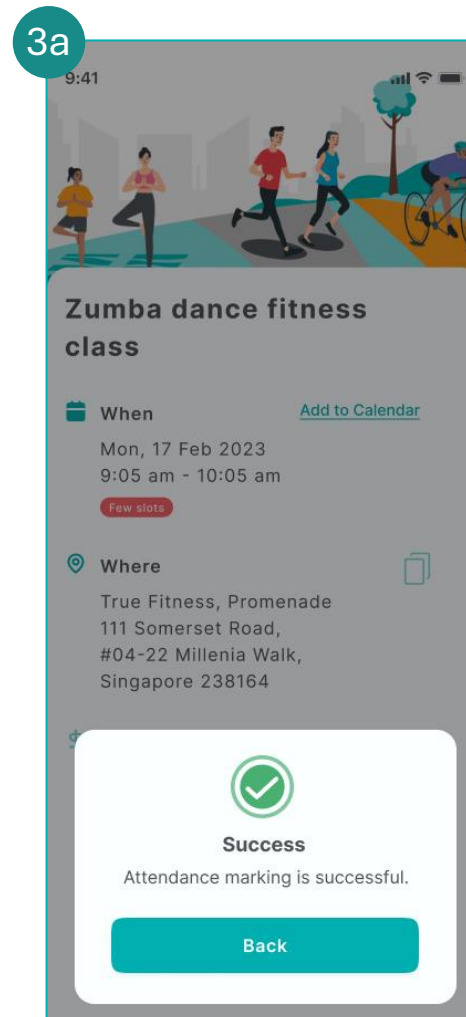 3a
9:41
Zumba dance fitness
class
When
Add to Calendar
Mon, 17 Feb 2023
9:05 am - 10:05 am
Few slots
Where
True Fitness, Promenade
111 Somerset Road,
#04-22 Millenia Walk,
Singapore 238164
$
Success
Attendance marking is successful.
Back